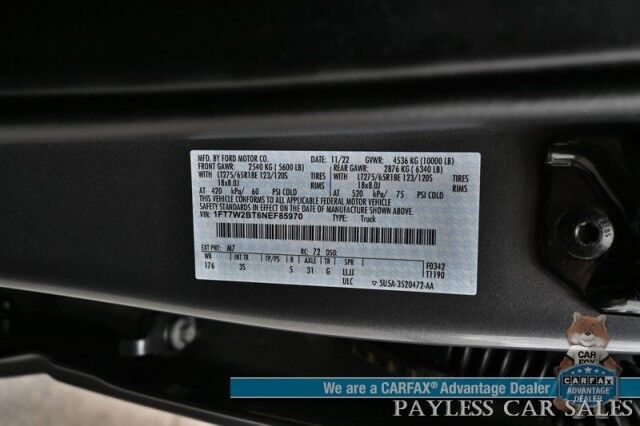 MFD. BY FORD MOTOR CO. 11/22 GVWR: 4536 KG (10000 LB)
FRONT GAWR: 2540 KG ( 5600 LB) REAR GAWR: 2876 KG ( 6340 LB)
WITH LT275/65R18E 123/120S TIRES WITH LT275/65R18E 123/120S TIRES
18x8.0J RIMS 18x8.0J RIMS
AT 420 kPa/ 60 PSI COLD AT 520 kPa/ 75 PSI COLD
THIS VEHICLE CONFORMS TO ALL APPLICABLE FEDERAL MOTOR VEHICLE
SAFETY STANDARDS IN EFFECT ON THE DATE OF MANUFACTURE SHOWN ABOVE.
VIN: 1FT7W2BT6NEF85970 TYPE: Truck
EXT PNT: M7 RC: 72 DSO:
WB INT TR TP/PS R AXLE TR SPR F0342
176 3S 5 31 G LLJJ T1190
ULC 5U5A-3520472-AA
CAR
FOX
CARFAX
ADVANTAGE
DEALER
We are a CARFAX® Advantage Dealer
PAYLESS CAR SALES